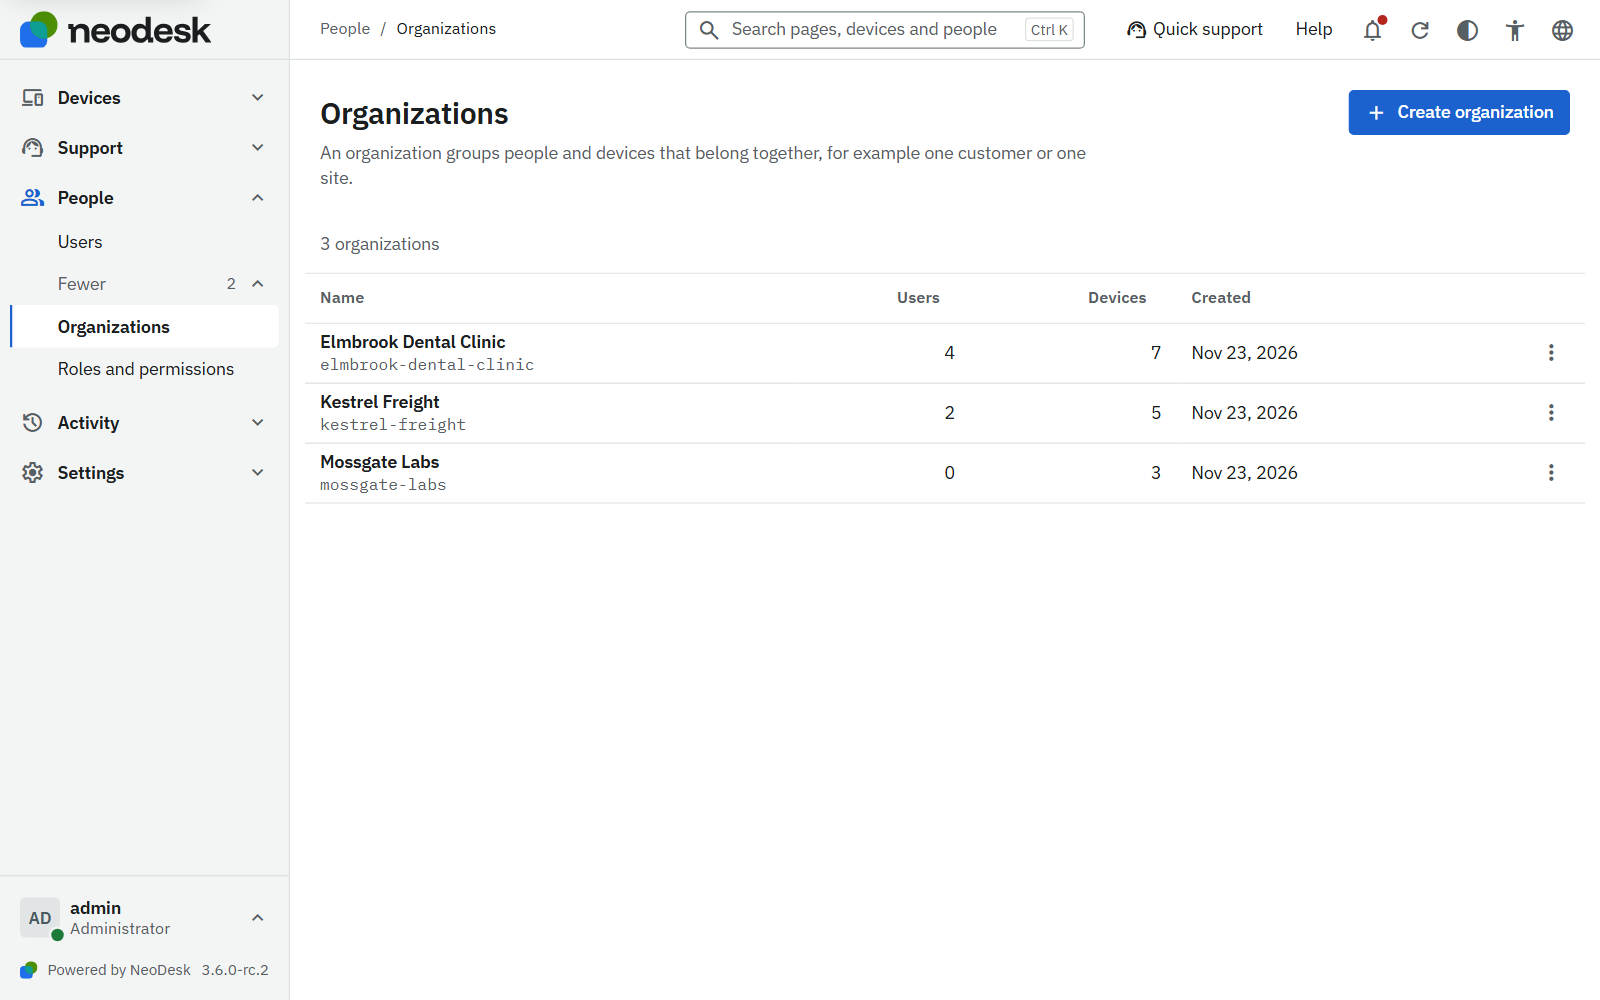 neodesk
People / Organizations
Search pages, devices and people
Ctrl K
Quick support
Help
Devices
Support
People
Users
Fewer 2
Organizations
Roles and permissions
Activity
Settings
Organizations
Create organization
An organization groups people and devices that belong together, for example one customer or one
site.
3 organizations
Name Users Devices Created
Elmbrook Dental Clinic
elmbrook-dental-clinic
4 7 Nov 23, 2026
Kestrel Freight
kestrel-freight
2 5 Nov 23, 2026
Mossgate Labs
mossgate-labs
0 3 Nov 23, 2026
AD
admin
Administrator
Powered by NeoDesk 3.6.0-rc.2